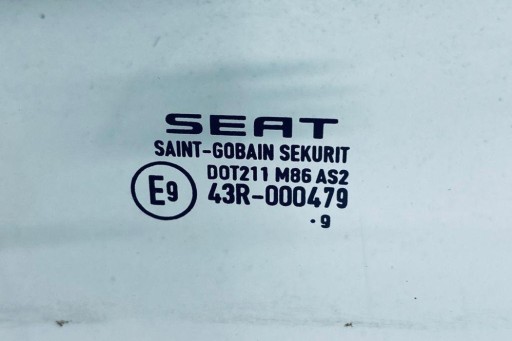 SEAT
SAINT-GOBAIN SEKURIT
DOT211 M86 AS2
E9 43R-000479
·9